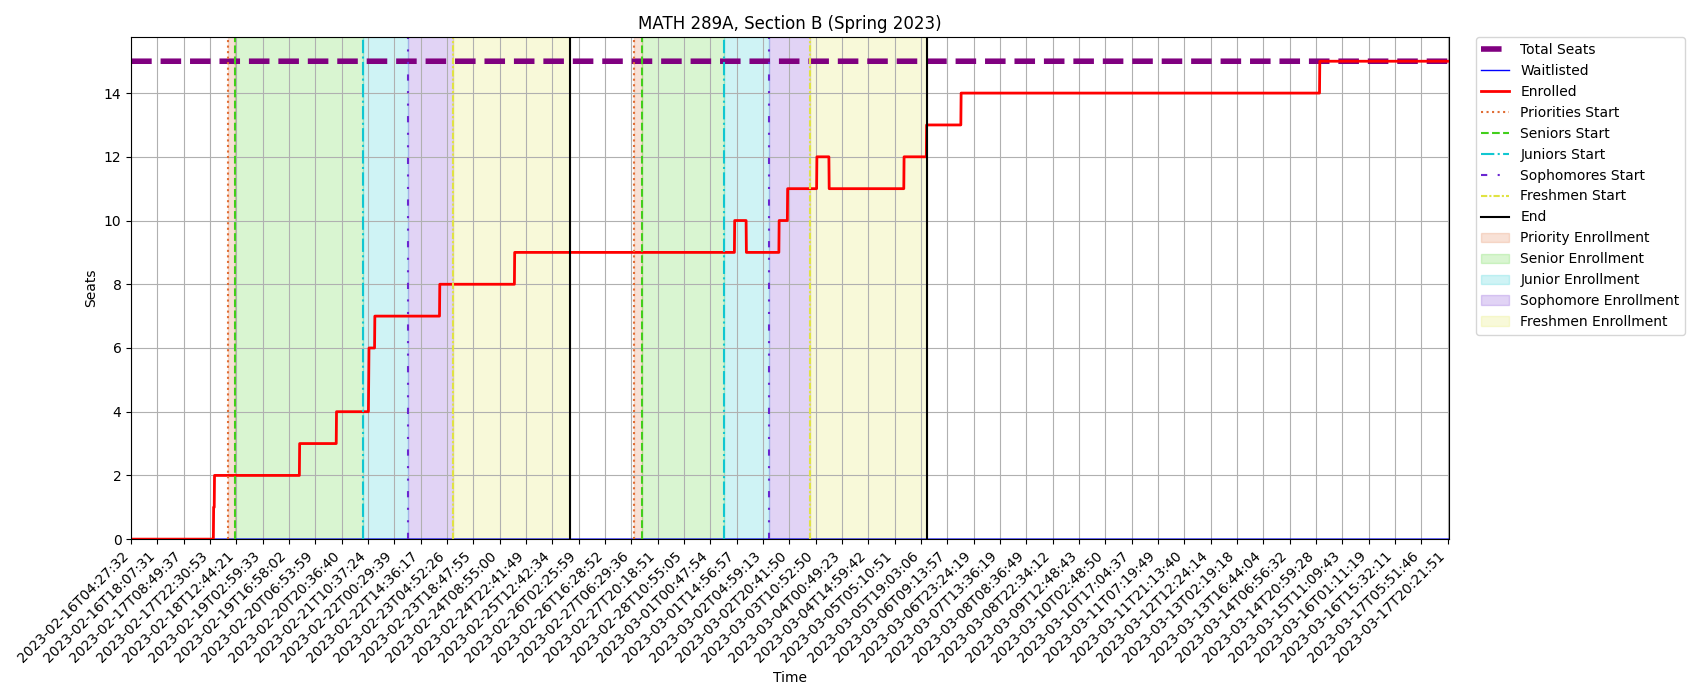 MATH 289A, Section B (Spring 2023)
Seats
14
12
10
8
6
4
2
0
2023-02-16T04:27:32
2023-02-16T18:07:31
2023-02-17T08:49:37
2023-02-17T22:30:53
2023-02-18T12:44:21
2023-02-19T02:59:33
2023-02-19T16:58:02
2023-02-20T06:53:59
2023-02-20T20:36:40
2023-02-21T10:37:24
2023-02-22T00:29:39
2023-02-22T14:36:17
2023-02-23T04:52:26
2023-02-23T18:47:55
2023-02-24T08:55:00
2023-02-24T22:41:49
2023-02-25T12:42:34
2023-02-26T02:25:59
2023-02-26T16:28:52
2023-02-27T06:29:36
2023-02-27T20:18:51
2023-02-28T10:55:05
2023-03-01T00:47:54
2023-03-01T14:56:57
2023-03-02T04:59:13
2023-03-02T20:41:50
2023-03-03T10:52:50
2023-03-04T00:49:23
2023-03-04T14:59:42
2023-03-05T05:10:51
2023-03-05T19:03:06
2023-03-06T09:13:57
2023-03-06T23:24:19
2023-03-07T13:36:19
2023-03-08T08:36:49
2023-03-08T22:34:12
2023-03-09T12:48:43
2023-03-10T02:48:50
2023-03-10T17:04:37
2023-03-11T07:19:49
2023-03-11T21:13:40
2023-03-12T12:24:14
2023-03-13T02:19:18
2023-03-13T16:44:04
2023-03-14T06:56:32
2023-03-14T20:59:28
2023-03-15T11:09:43
2023-03-16T01:11:19
2023-03-16T15:32:11
2023-03-17T05:51:46
2023-03-17T20:21:51
Time
Total Seats
Waitlisted
Enrolled
Priorities Start
Seniors Start
Juniors Start
Sophomores Start
Freshmen Start
End
Priority Enrollment
Senior Enrollment
Junior Enrollment
Sophomore Enrollment
Freshmen Enrollment